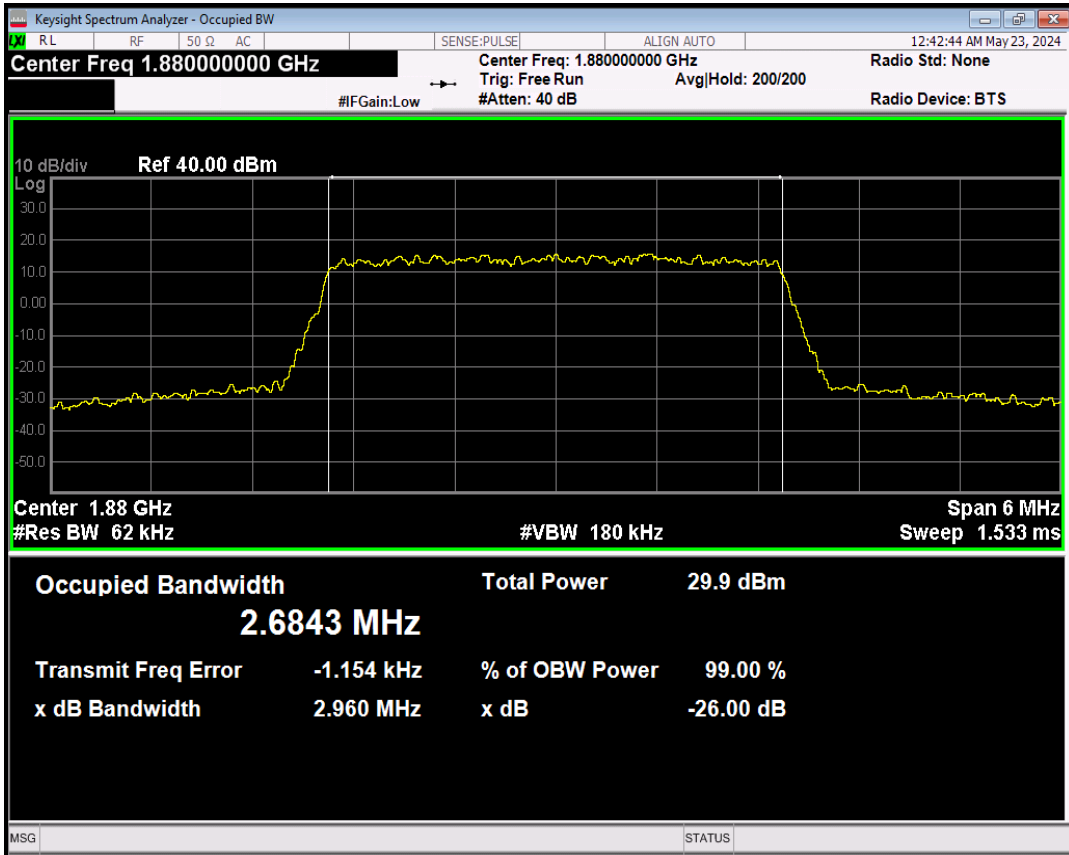 Keysight Spectrum Analyzer - Occupied BW
LXI RL RF 50 Ω AC SENSE:PULSE ALIGN AUTO 12:42:44 AM May 23, 2024
Center Freq 1.880000000 GHz Center Freq: 1.880000000 GHz Radio Std: None
Trig: Free Run Avg|Hold: 200/200
#IFGain:Low #Atten: 40 dB Radio Device: BTS
10 dB/div Ref 40.00 dBm
Log
30.0
20.0
10.0
0.00
-10.0
-20.0
-30.0
-40.0
-50.0
Center 1.88 GHz Span 6 MHz
#Res BW 62 kHz #VBW 180 kHz Sweep 1.533 ms
Occupied Bandwidth Total Power 29.9 dBm
2.6843 MHz
Transmit Freq Error -1.154 kHz % of OBW Power 99.00 %
x dB Bandwidth 2.960 MHz x dB -26.00 dB
MSG STATUS